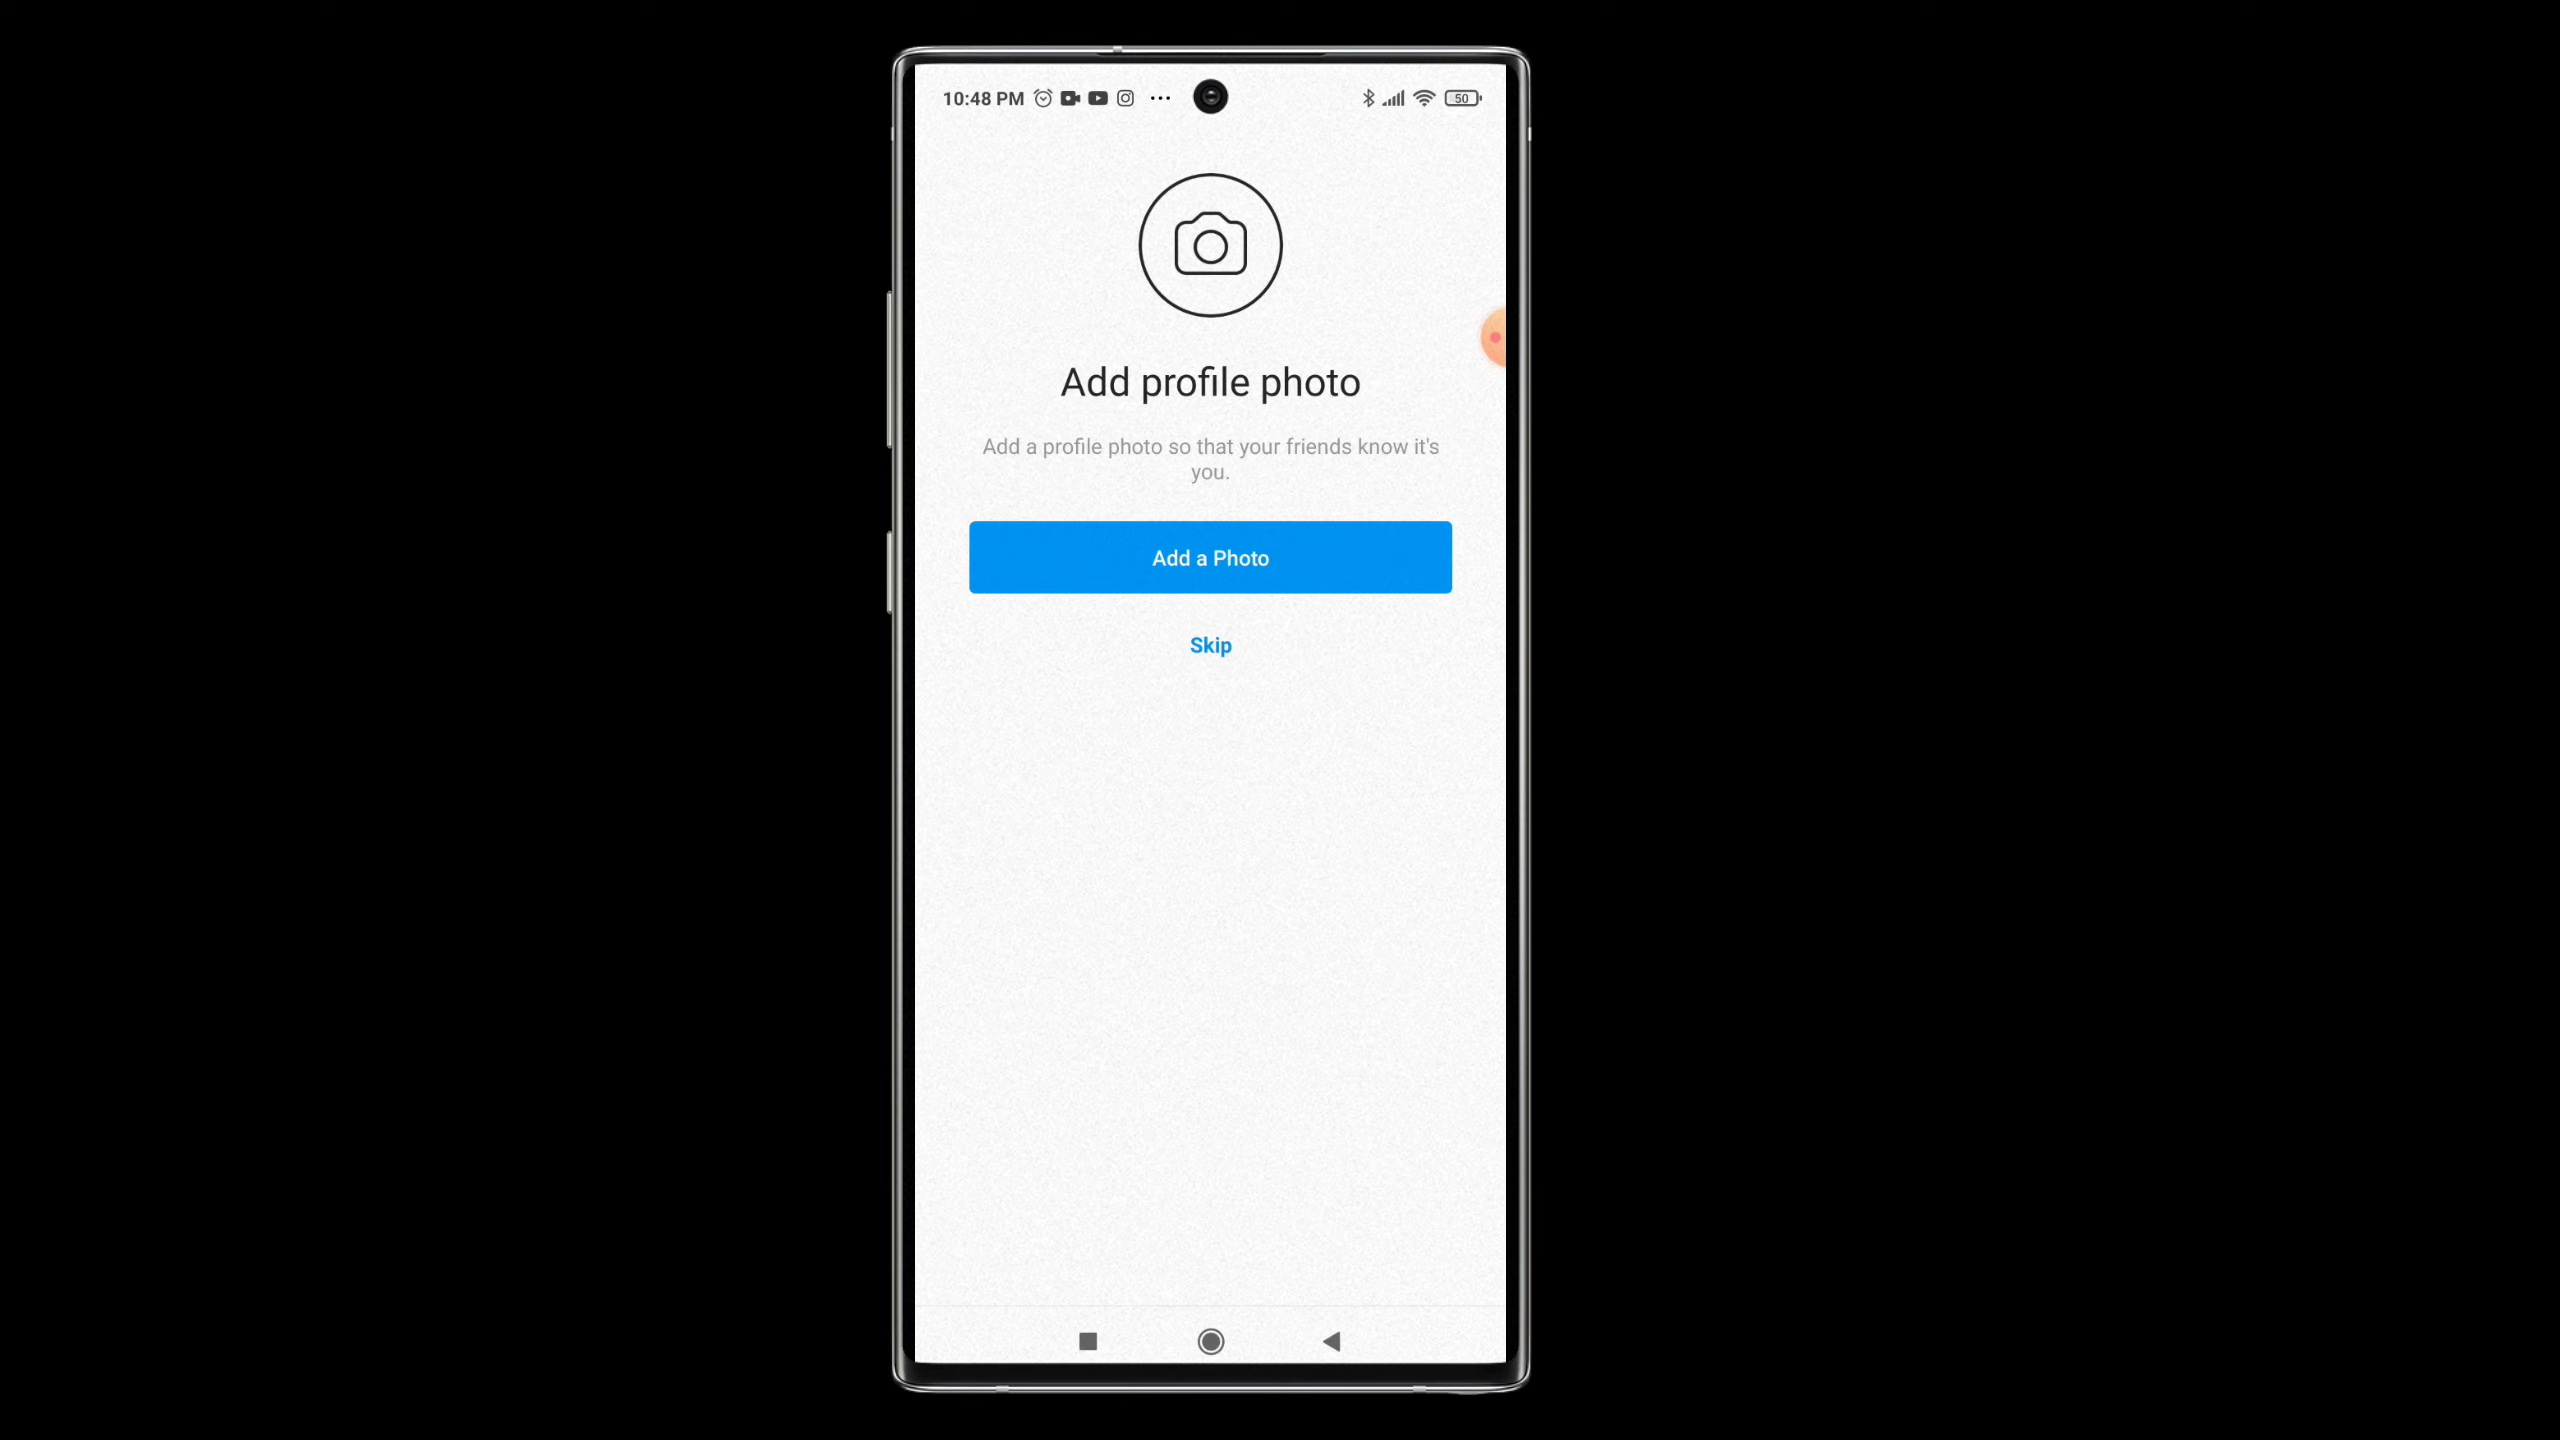 10:48 PM
50
Add profile photo
Add a profile photo so that your friends know it's
you.
Add a Photo
Skip